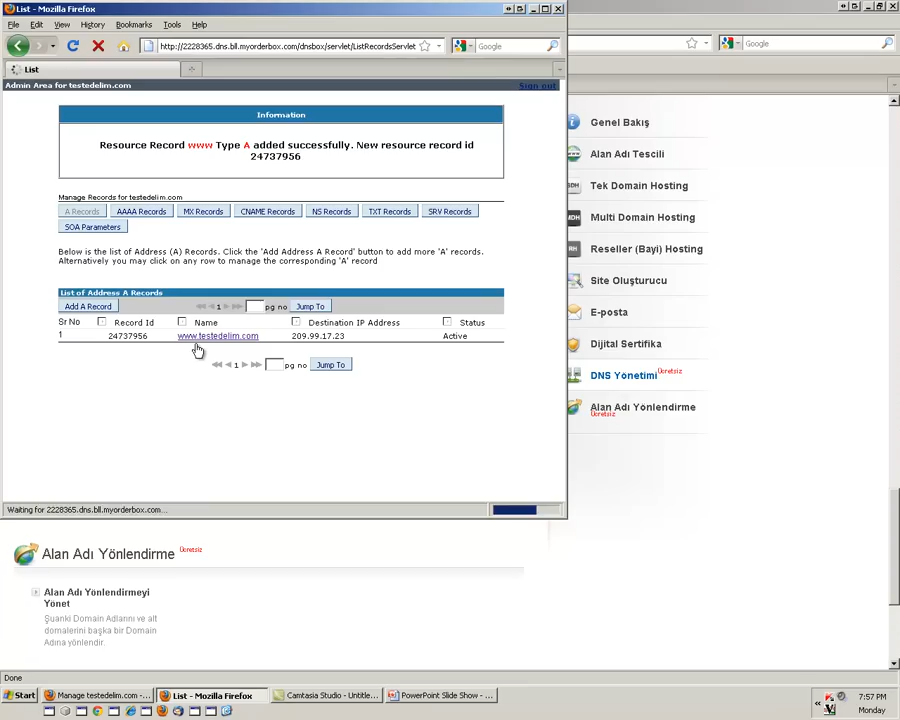 List - Mozilla Firefox
File Edit View History Bookmarks Tools Help
http://2228365.dns.bll.myorderbox.com/dnsbox/servlet/ListRecordsServlet
Google
Google
List
Admin Area for testedelim.com
Sign out
Information
Resource Record www Type A added successfully. New resource record id
24737956
Manage Records for testedelim.com
A Records AAAA Records MX Records CNAME Records NS Records TXT Records SRV Records
SOA Parameters
Below is the list of Address (A) Records. Click the 'Add Address A Record' button to add more 'A' records.
Alternatively you may click on any row to manage the corresponding 'A' record
List of Address A Records
Add A Record 1 pg no Jump To
Sr No Record Id Name Destination IP Address Status
1 24737956 www.testedelim.com 209.99.17.23 Active
1 pg no Jump To
Waiting for 2228365.dns.bll.myorderbox.com...
Genel Bakış
Alan Adı Tescili
SDH Tek Domain Hosting
MDH Multi Domain Hosting
RH Reseller (Bayi) Hosting
Site Oluşturucu
E-posta
Dijital Sertifika
DNS Yönetimi Ücretsiz
Alan Adı Yönlendirme
Ücretsiz
Alan Adı Yönlendirme Ücretsiz
Alan Adı Yönlendirmeyi
Yönet
Şuanki Domain Adlarını ve alt
domalerini başka bir Domain
Adına yönlendir.
Done
Start Manage testedelim.com -... List - Mozilla Firefox Camtasia Studio - Untitle... PowerPoint Slide Show - ...
7:57 PM
Monday